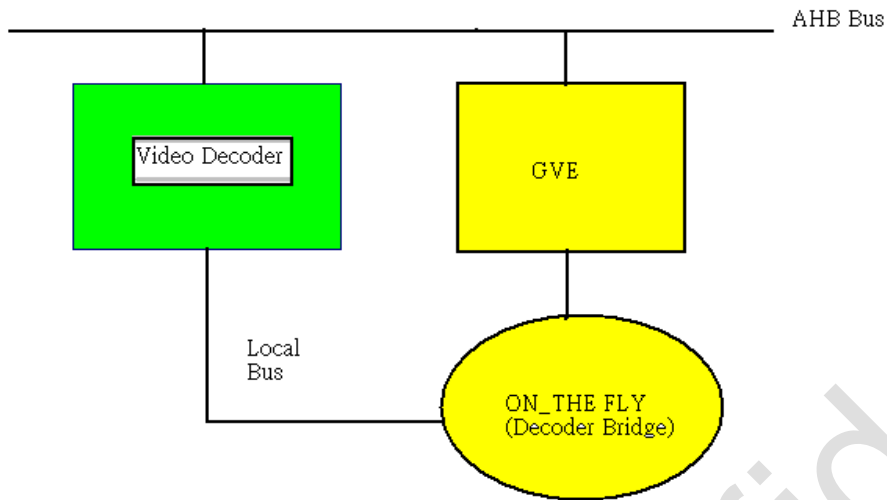 AHB Bus
Video Decoder
GVE
Local
Bus
ON_THE FLY
(Decoder Bridge)